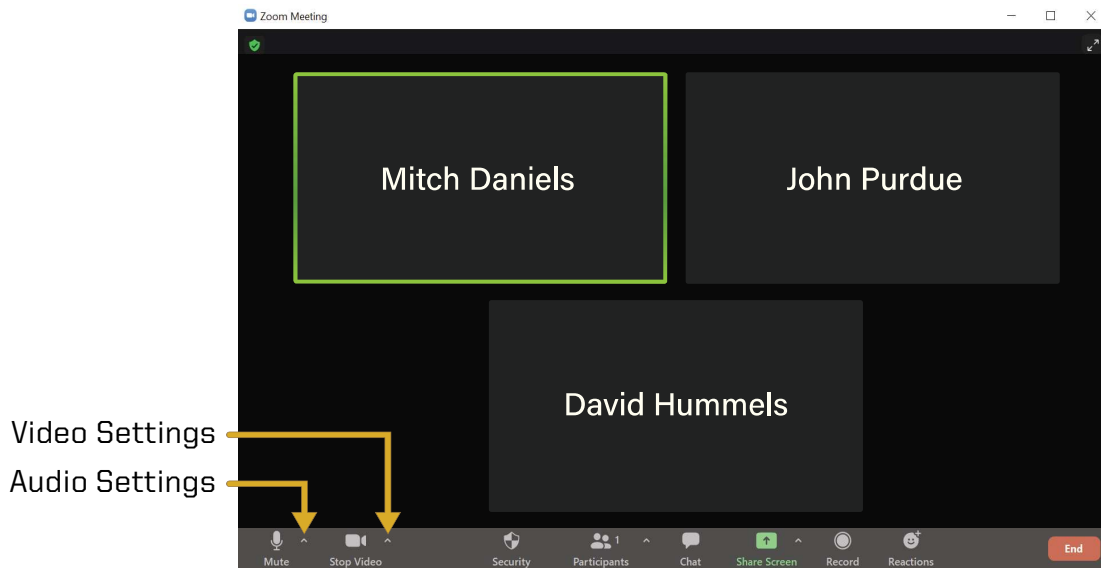 Zoom Meeting
Mitch Daniels
John Purdue
David Hummels
Video Settings
Audio Settings
1
Mute Stop Video Security Participants Chat Share Screen Record Reactions End